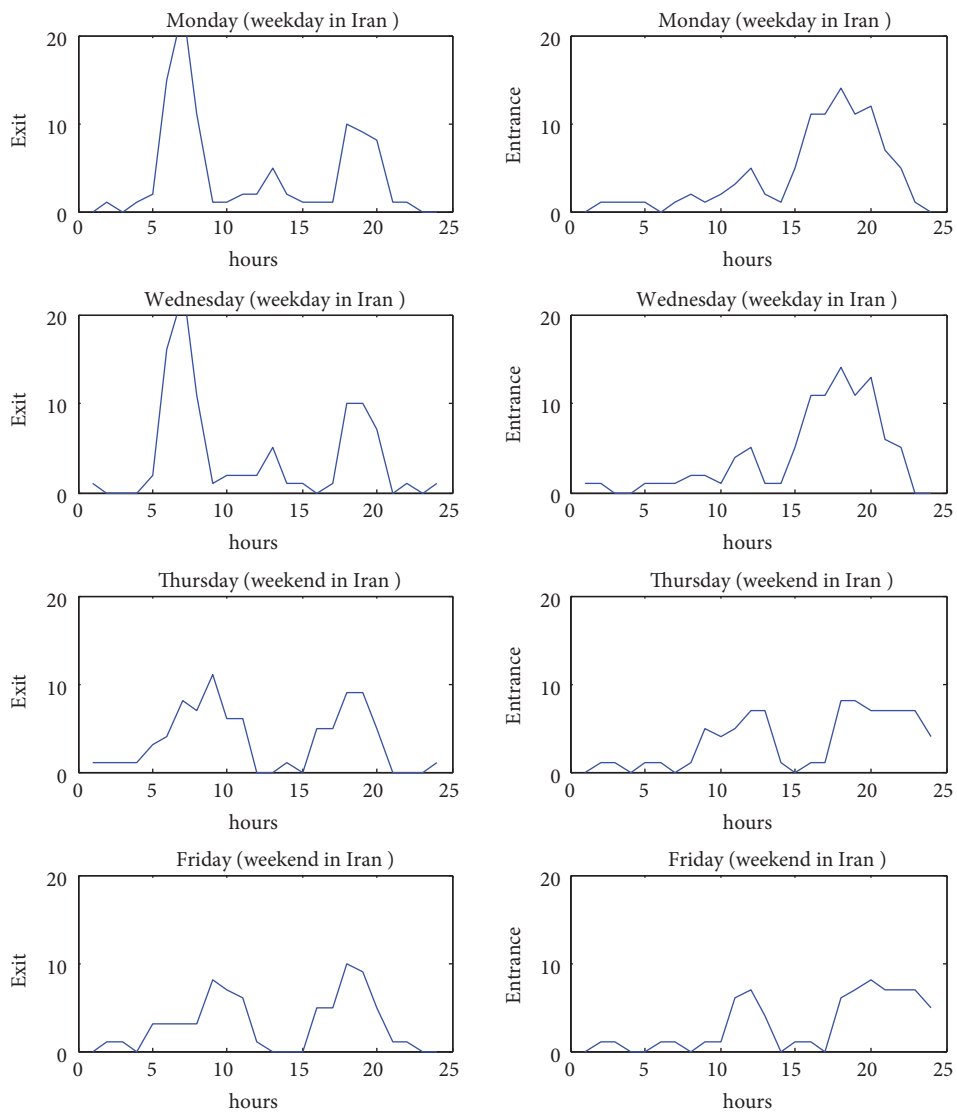 Monday (weekday in Iran )
20
10
0
Exit
0 5 10 15 20 25
hours
Monday (weekday in Iran )
20
10
0
Entrance
0 5 10 15 20 25
hours
Wednesday (weekday in Iran )
20
10
0
Exit
0 5 10 15 20 25
hours
Wednesday (weekday in Iran )
20
10
0
Entrance
0 5 10 15 20 25
hours
Thursday (weekend in Iran )
20
10
0
Exit
0 5 10 15 20 25
hours
Thursday (weekend in Iran )
20
10
0
Entrance
0 5 10 15 20 25
hours
Friday (weekend in Iran )
20
10
0
Exit
0 5 10 15 20 25
hours
Friday (weekend in Iran )
20
10
0
Entrance
0 5 10 15 20 25
hours